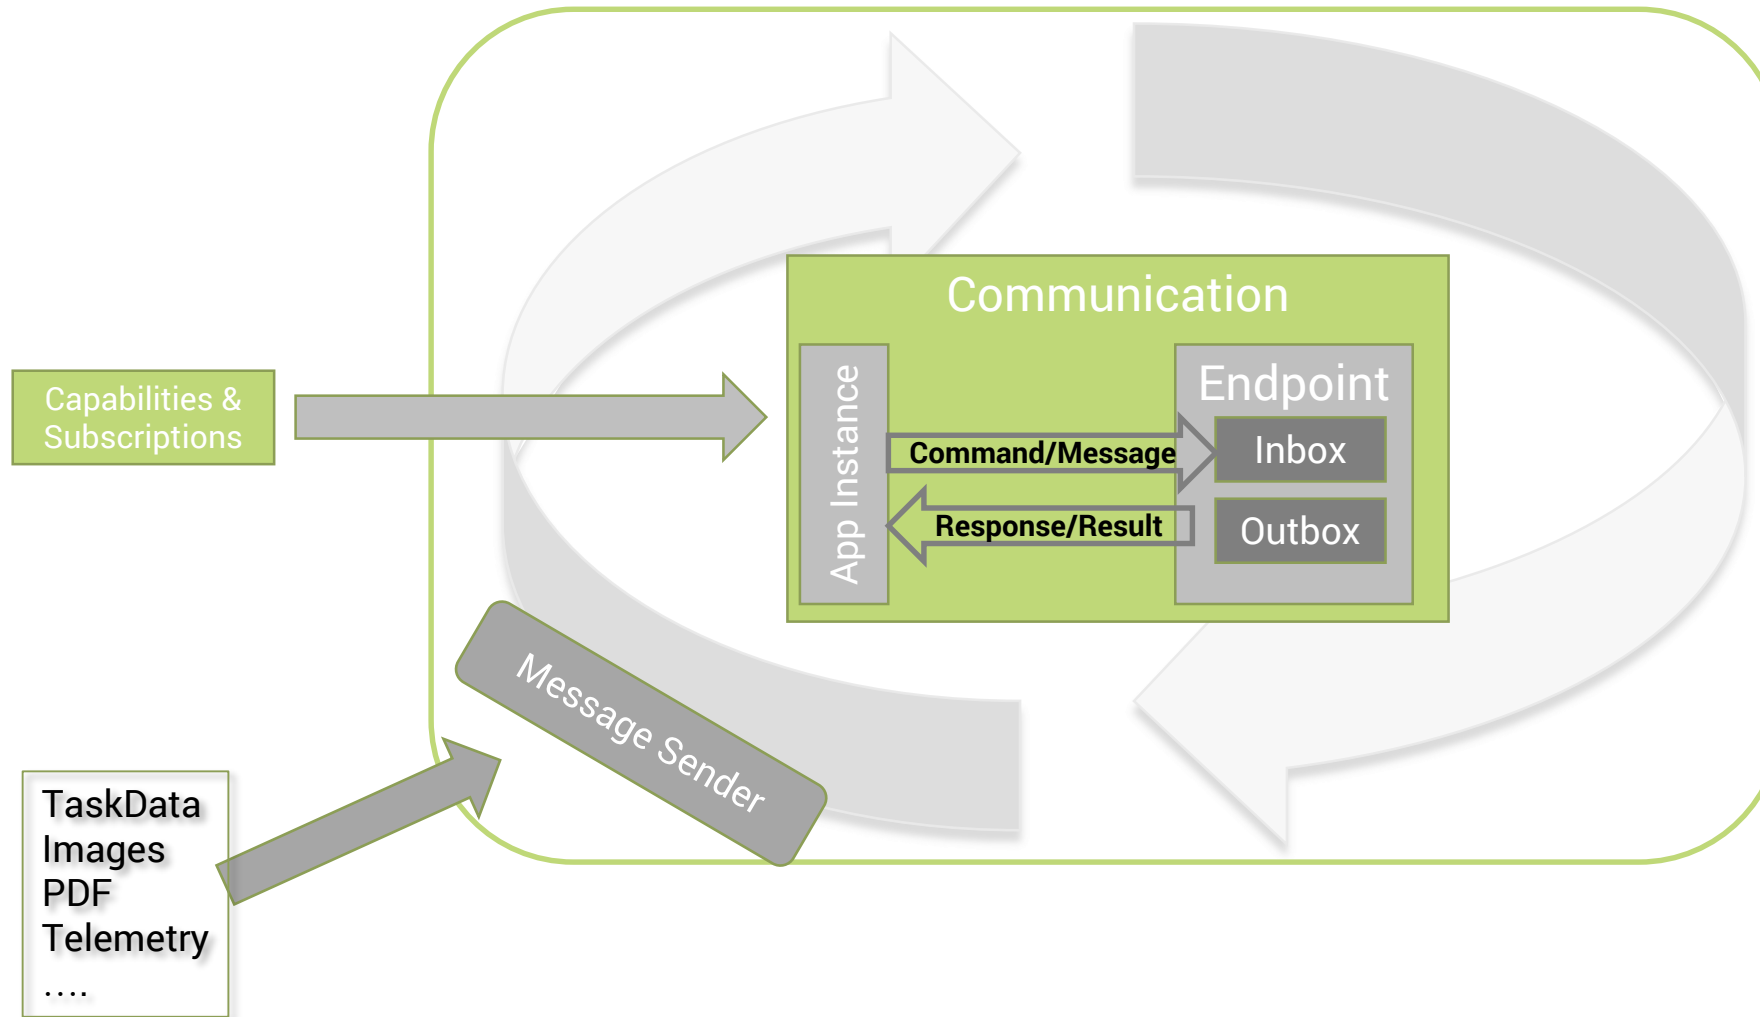 Communication
Capabilities &
Subscriptions
App Instance
Endpoint
Command/Message
Inbox
Response/Result
Outbox
Message Sender
TaskData
Images
PDF
Telemetry
....